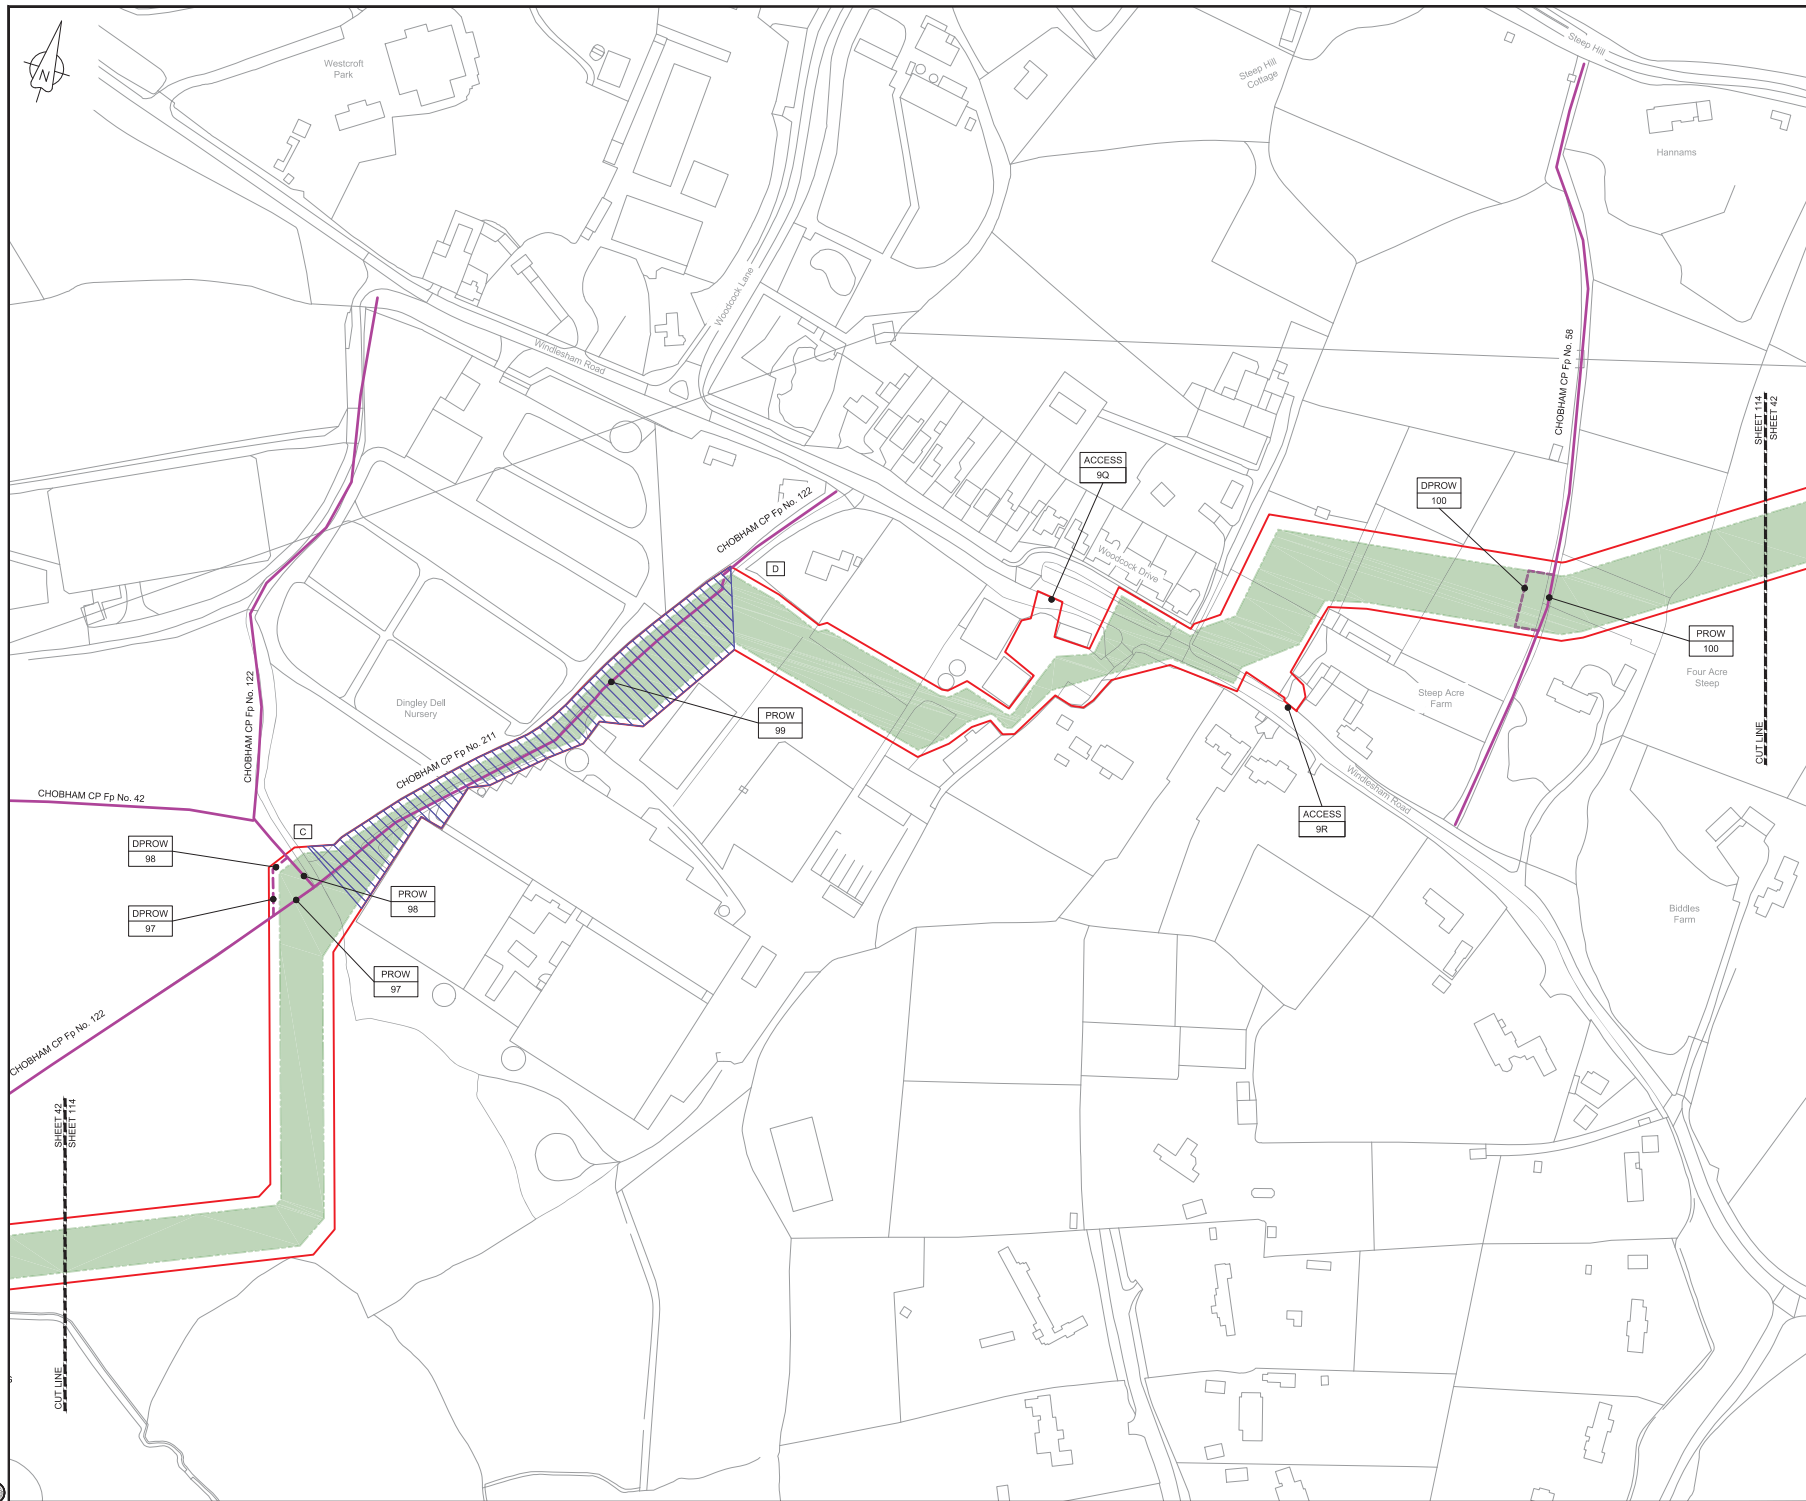 N
Westcroft
Park
Steep Hill
Cottage
Steep Hill
Hannams
Woodcock Lane
Windlesham Road
CHOBHAM CP Fp No. 58
SHEET 114
SHEET 42
ACCESS
9Q
DPROW
100
CHOBHAM CP Fp No. 122
Woodcock Drive
D
PROW
100
Four Acre
Steep
Steep Acre
Farm
CHOBHAM CP Fp No. 122
Dingley Dell
Nursery
PROW
99
CHOBHAM CP Fp No. 211
CUT LINE
Windlesham Road
CHOBHAM CP Fp No. 42
ACCESS
9R
C
DPROW
98
PROW
98
DPROW
97
Biddles
Farm
PROW
97
CHOBHAM CP Fp No. 122
SHEET 42
SHEET 114
CUT LINE